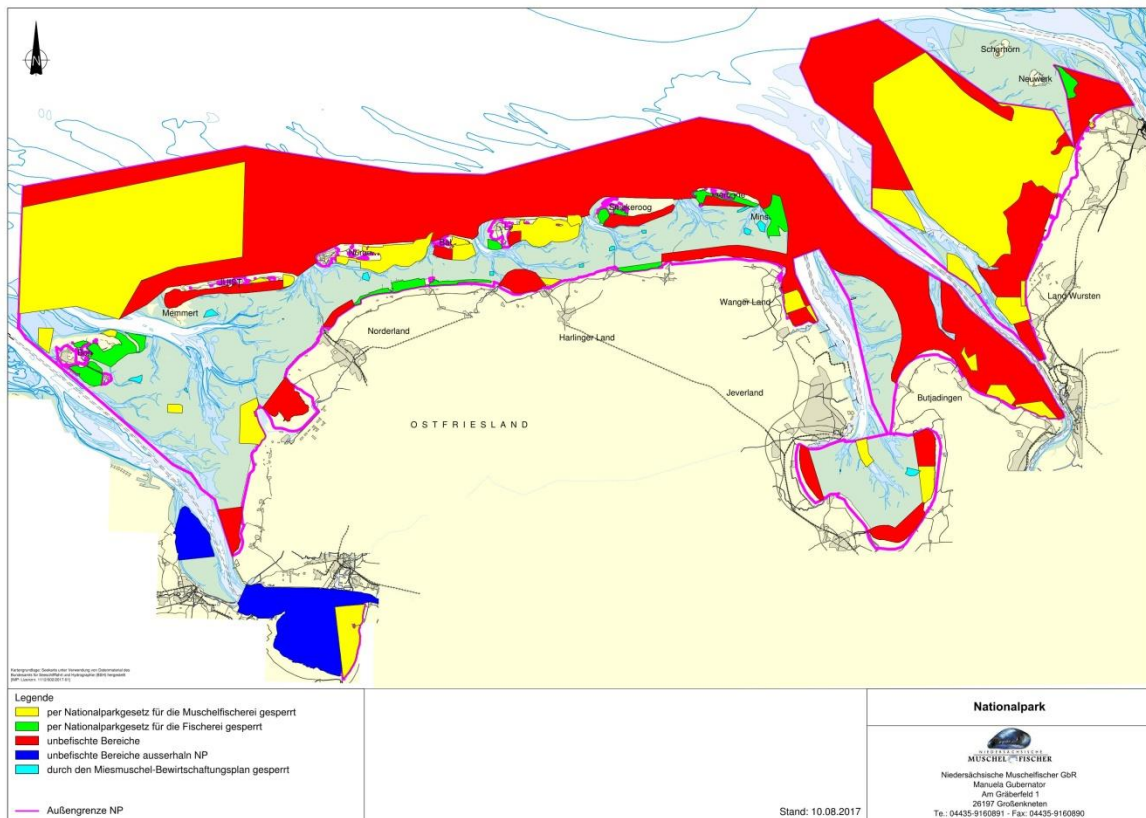 N
Scharhörn
Neuwerk
Spiekeroog
Mins
JUIST
Memmert
Norderland
Harlinger Land
Wanger Land
Land Wursten
Jeverland
Butjadingen
OSTFRIESLAND
Legende
per Nationalparkgesetz für die Muschelfischerei gesperrt
per Nationalparkgesetz für die Fischerei gesperrt
unbefischte Bereiche
unbefischte Bereiche ausserhaln NP
durch den Miesmuschel-Bewirtschaftungsplan gesperrt
Außengrenze NP
Stand: 10.08.2017
Nationalpark
NIEDERSÄCHSISCHE
MUSCHELFISCHER
Niedersächsische Muschelfischer GbR
Manuela Gubernator
Am Gräberfeld 1
26197 Großenkneten
Te.: 04435-9160891 - Fax: 04435-9160890